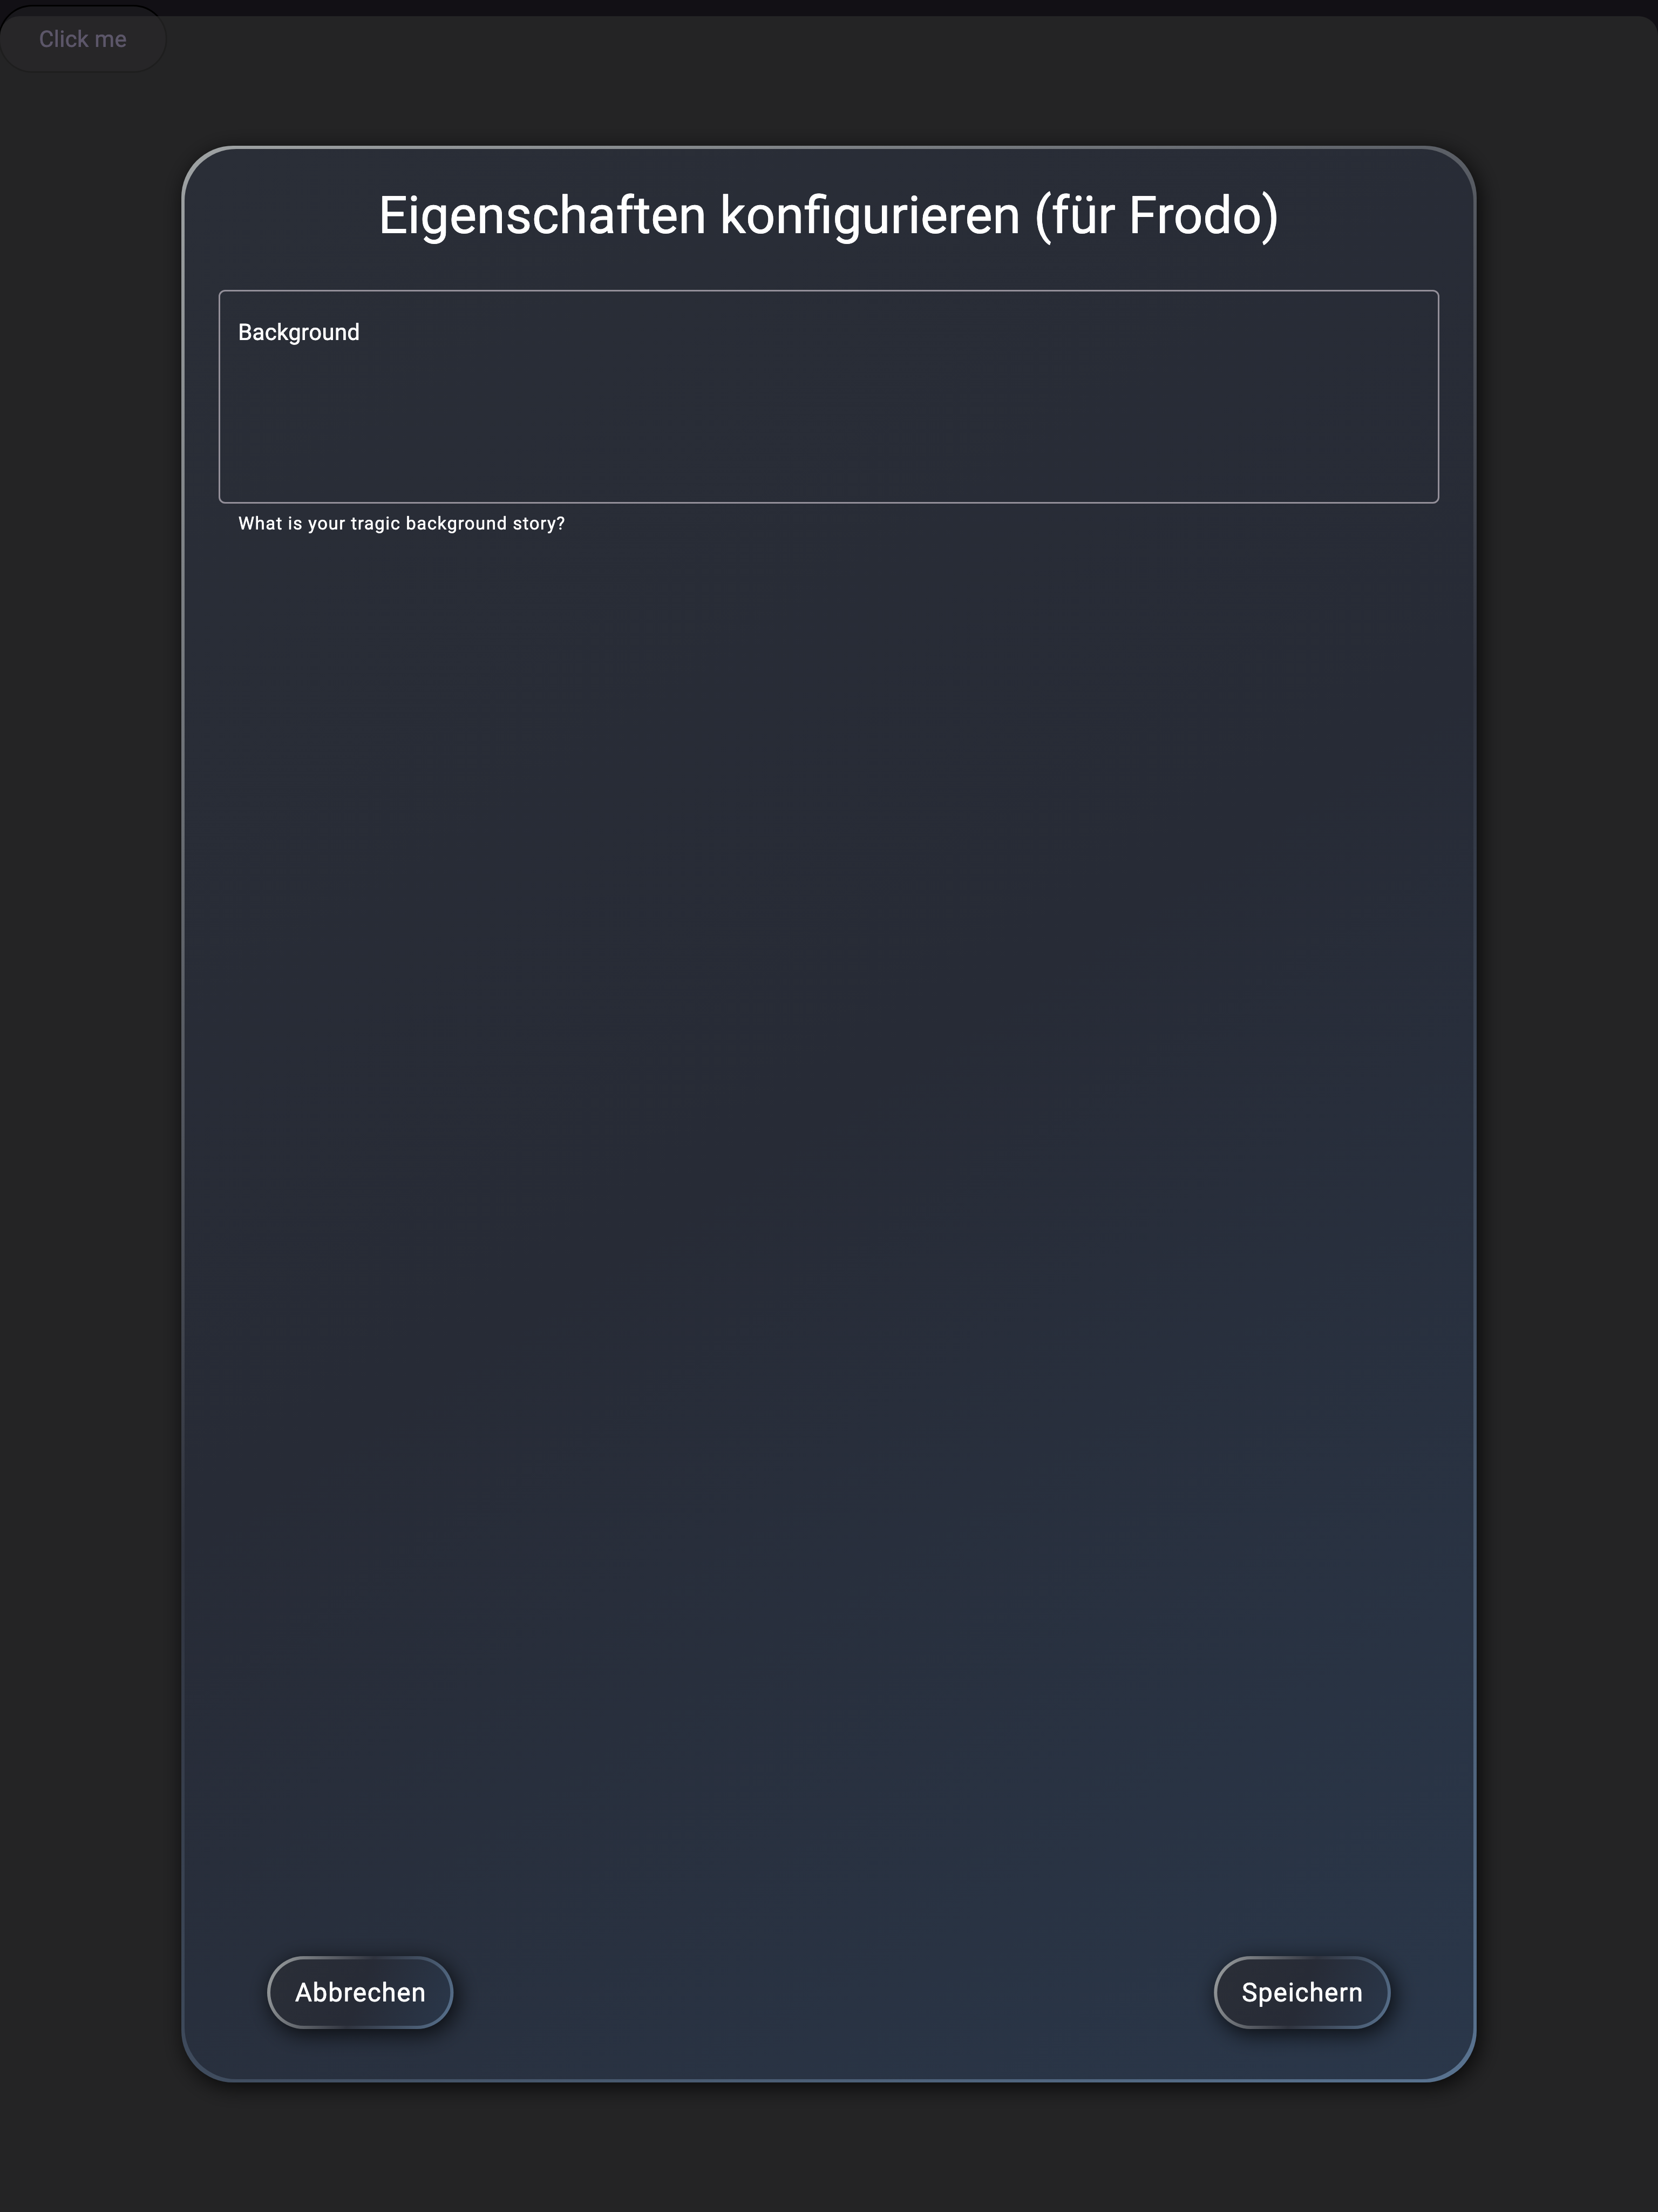 Click me
Eigenschaften konfigurieren (für Frodo)
Background
What is your tragic background story?
Abbrechen
Speichern